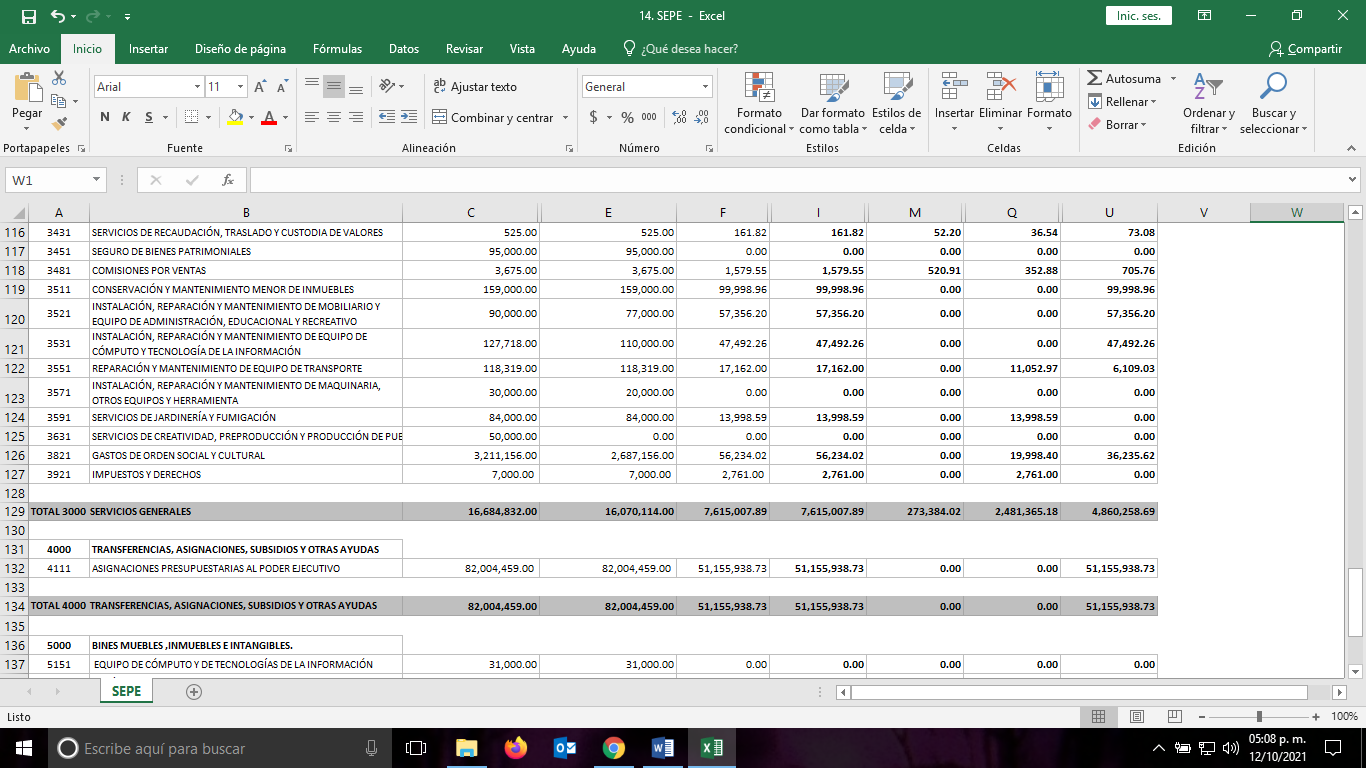 14. SEPE - Excel
Inic. ses.
Archivo Inicio Insertar Diseño de página Fórmulas Datos Revisar Vista Ayuda ¿Qué desea hacer? Compartir
Pegar
Arial 11 A A
N K S A
ab Ajustar texto
Combinar y centrar
General
$ % 000
Formato condicional
Dar formato como tabla
Estilos de celda
Insertar Eliminar Formato
Autosuma
Rellenar
Borrar
Ordenar y filtrar
Buscar y seleccionar
Portapapeles Fuente Alineación Número Estilos Celdas Edición
W1 fx
A B C E F I M Q U V W
116 3431 SERVICIOS DE RECAUDACIÓN, TRASLADO Y CUSTODIA DE VALORES 525.00 525.00 161.82 161.82 52.20 36.54 73.08
117 3451 SEGURO DE BIENES PATRIMONIALES 95,000.00 95,000.00 0.00 0.00 0.00 0.00 0.00
118 3481 COMISIONES POR VENTAS 3,675.00 3,675.00 1,579.55 1,579.55 520.91 352.88 705.76
119 3511 CONSERVACIÓN Y MANTENIMIENTO MENOR DE INMUEBLES 159,000.00 159,000.00 99,998.96 99,998.96 0.00 0.00 99,998.96
120 3521 INSTALACIÓN, REPARACIÓN Y MANTENIMIENTO DE MOBILIARIO Y
EQUIPO DE ADMINISTRACIÓN, EDUCACIONAL Y RECREATIVO 90,000.00 77,000.00 57,356.20 57,356.20 0.00 0.00 57,356.20
121 3531 INSTALACIÓN, REPARACIÓN Y MANTENIMIENTO DE EQUIPO DE
CÓMPUTO Y TECNOLOGÍA DE LA INFORMACIÓN 127,718.00 110,000.00 47,492.26 47,492.26 0.00 0.00 47,492.26
122 3551 REPARACIÓN Y MANTENIMIENTO DE EQUIPO DE TRANSPORTE 118,319.00 118,319.00 17,162.00 17,162.00 0.00 11,052.97 6,109.03
123 3571 INSTALACIÓN, REPARACIÓN Y MANTENIMIENTO DE MAQUINARIA,
OTROS EQUIPOS Y HERRAMIENTA 30,000.00 20,000.00 0.00 0.00 0.00 0.00 0.00
124 3591 SERVICIOS DE JARDINERÍA Y FUMIGACIÓN 84,000.00 84,000.00 13,998.59 13,998.59 0.00 13,998.59 0.00
125 3631 SERVICIOS DE CREATIVIDAD, PREPRODUCCIÓN Y PRODUCCIÓN DE PUB 50,000.00 0.00 0.00 0.00 0.00 0.00 0.00
126 3821 GASTOS DE ORDEN SOCIAL Y CULTURAL 3,211,156.00 2,687,156.00 56,234.02 56,234.02 0.00 19,998.40 36,235.62
127 3921 IMPUESTOS Y DERECHOS 7,000.00 7,000.00 2,761.00 2,761.00 0.00 2,761.00 0.00
128
129 TOTAL 3000 SERVICIOS GENERALES 16,684,832.00 16,070,114.00 7,615,007.89 7,615,007.89 273,384.02 2,481,365.18 4,860,258.69
130
131 4000 TRANSFERENCIAS, ASIGNACIONES, SUBSIDIOS Y OTRAS AYUDAS
132 4111 ASIGNACIONES PRESUPUESTARIAS AL PODER EJECUTIVO 82,004,459.00 82,004,459.00 51,155,938.73 51,155,938.73 0.00 0.00 51,155,938.73
133
134 TOTAL 4000 TRANSFERENCIAS, ASIGNACIONES, SUBSIDIOS Y OTRAS AYUDAS 82,004,459.00 82,004,459.00 51,155,938.73 51,155,938.73 0.00 0.00 51,155,938.73
135
136 5000 BINES MUEBLES ,INMUEBLES E INTANGIBLES.
137 5151 EQUIPO DE CÓMPUTO Y DE TECNOLOGÍAS DE LA INFORMACIÓN 31,000.00 31,000.00 0.00 0.00 0.00 0.00 0.00
SEPE
Listo 100%
Escribe aquí para buscar
05:08 p. m.
12/10/2021